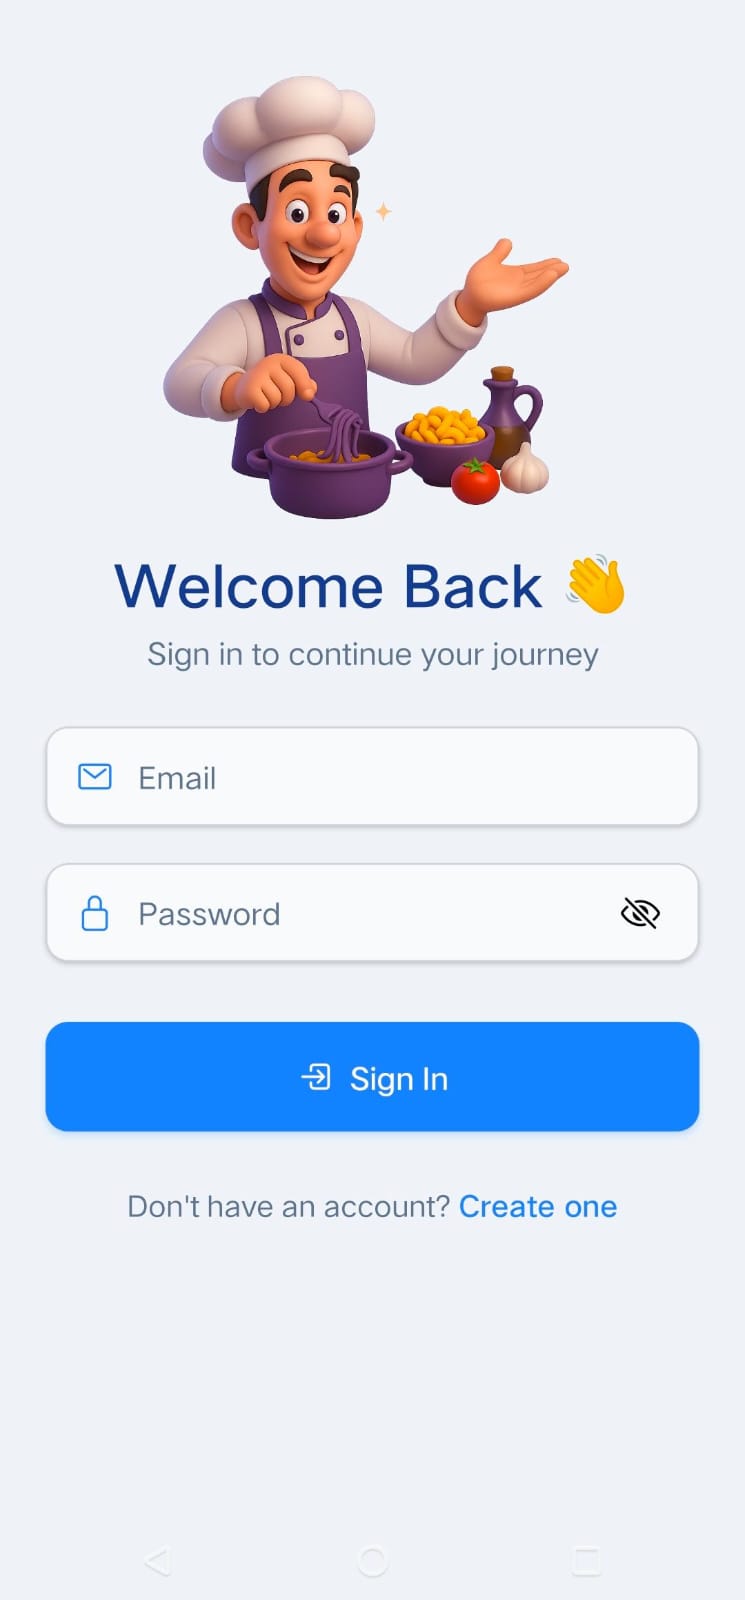 Welcome Back 👋
Sign in to continue your journey
Email
Password
Sign In
Don't have an account? Create one